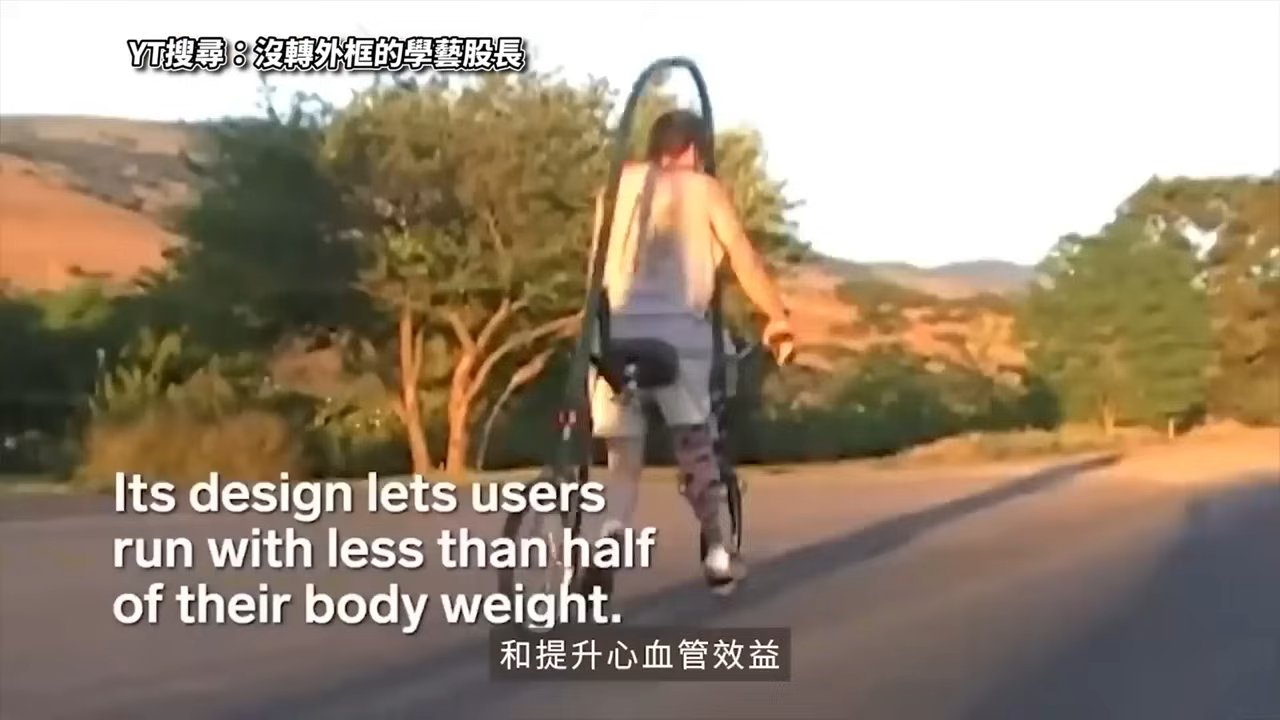 YT搜尋：沒轉外框的學藝股長
Its design lets users
run with less than half
of their body weight.
和提升心血管效益